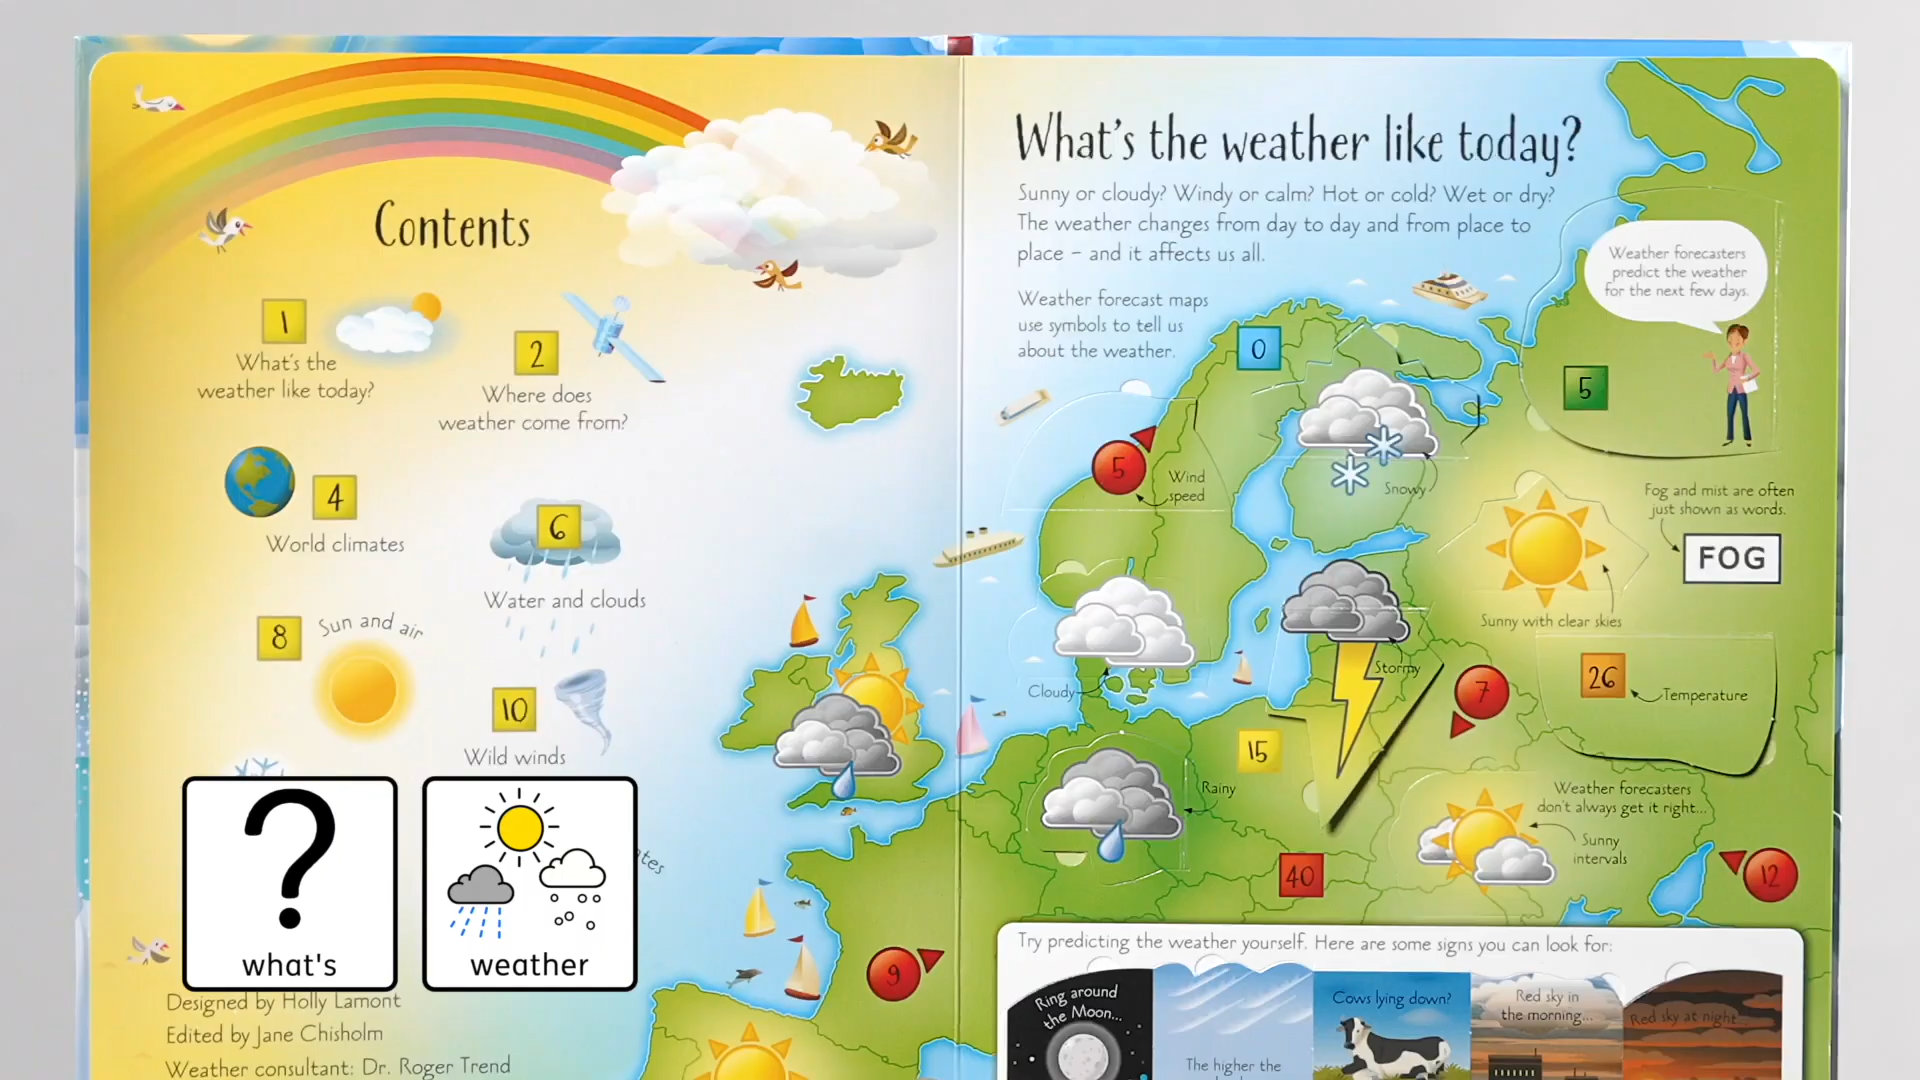 Contents
1
What's the
weather like today?
2
Where does
weather come from?
4
World climates
6
Water and clouds
8
Sun and air
10
Wild winds
what's
weather
Designed by Holly Lamont
Edited by Jane Chisholm
Weather consultant: Dr. Roger Trend
What's the weather like today?
Sunny or cloudy? Windy or calm? Hot or cold? Wet or dry?
The weather changes from day to day and from place to
place – and it affects us all.
Weather forecast maps
use symbols to tell us
about the weather.
Weather forecasters
predict the weather
for the next few days.
0
5
5
Wind
speed
Snowy
Fog and mist are often
just shown as words.
FOG
Sunny with clear skies
Cloudy
Stormy
7
26
Temperature
15
Rainy
Weather forecasters
don't always get it right...
Sunny
intervals
40
12
9
Try predicting the weather yourself. Here are some signs you can look for:
Ring around
the Moon...
The higher the
Cows lying down?
Red sky in
the morning...
Red sky at night...